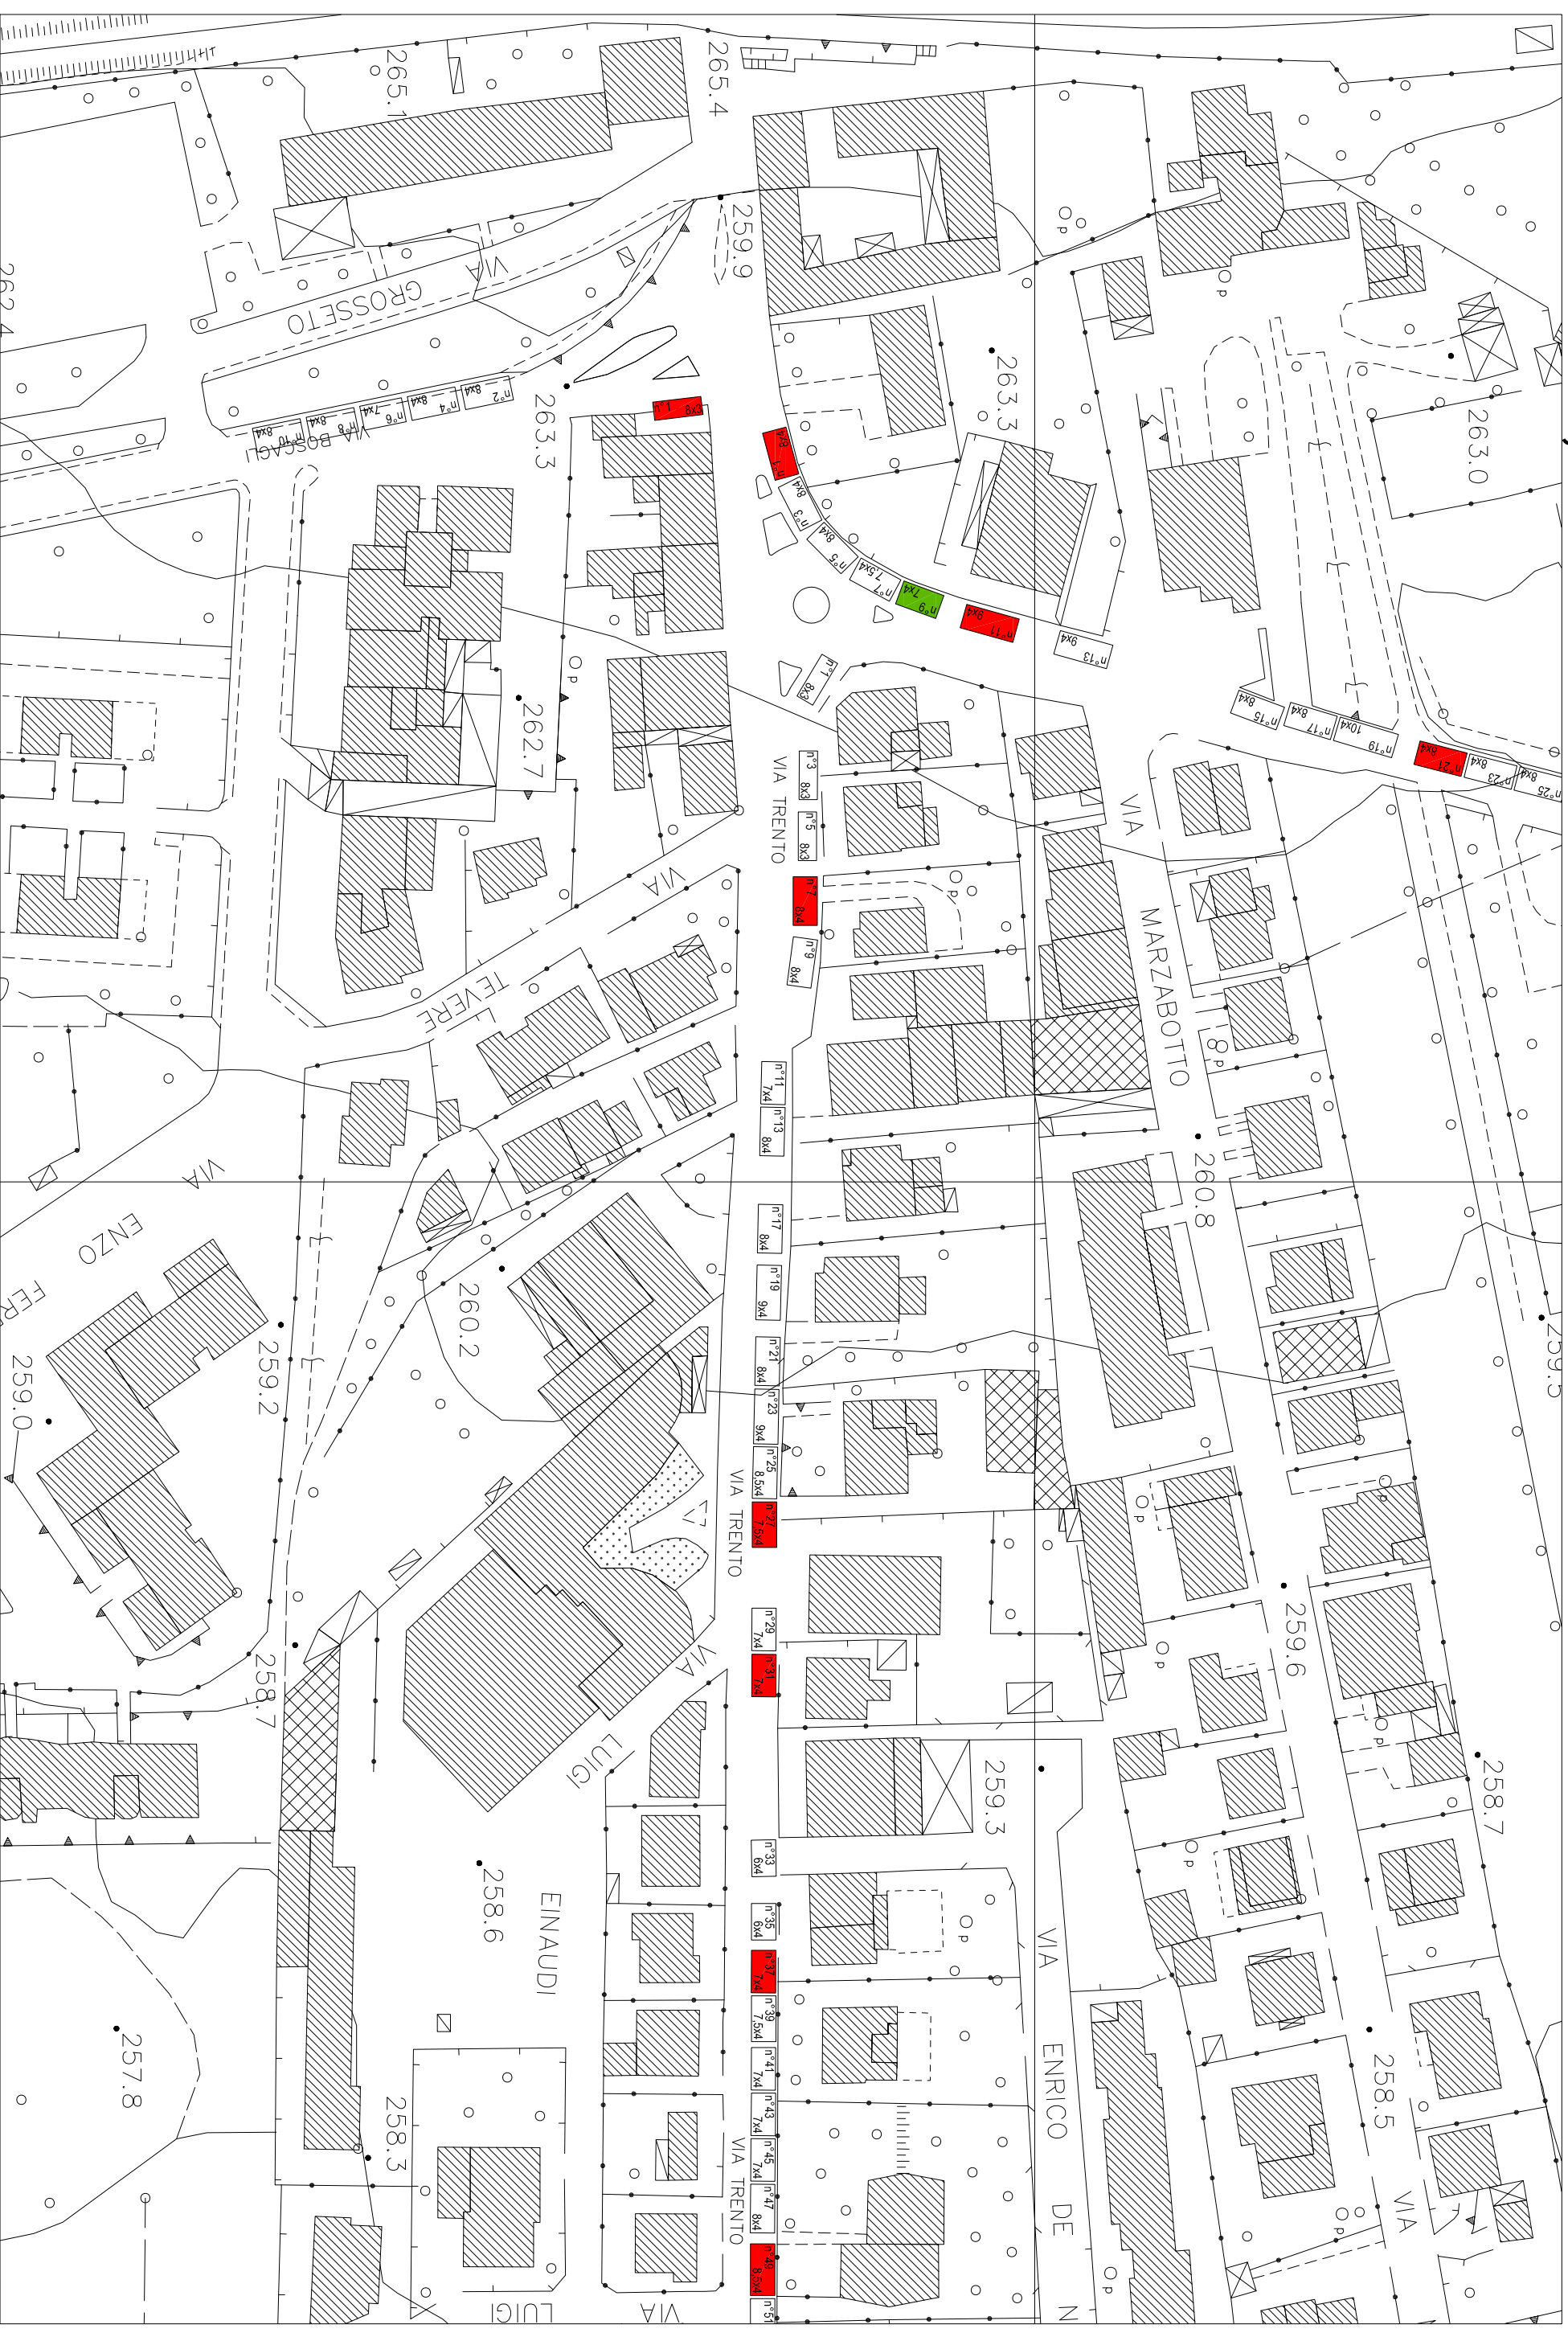 265.1
265.4
259.9
262.4
VIA
GROSSETO
263.3
263.3
263.0
n°2
8x4
n°4
8x4
n°6
7x4
n°8
8x4
n°10
8x4
VIA BOSCAGLI
n°1
8x3
n°1
n°3
8x4
n°5
8x4
n°7
7,5x4
n°9
7x4
n°11
9x4
n°13
9x4
n°15
8x4
n°17
8x4
n°19
10x4
n°21
8x4
n°23
8x4
n°25
8x4
p
p
p
262.7
n°1
8x3
n°3
8x3
n°5
8x3
VIA TRENTO
n°7
8x4
n°9
8x4
VIA
MARZABOTTO
p
p
VIA
TEVERE
n°11
7x4
n°13
8x4
n°17
8x4
n°19
9x4
n°21
8x4
n°23
9x4
n°25
8,5x4
n°27
7,5x4
VIA TRENTO
260.8
VIA
ENZO
260.2
259.2
259.0
259.5
p
p
n°29
7x4
n°31
7x4
VIA
LUIGI
EINAUDI
259.6
p
p
258.7
259.3
258.7
n°33
6x4
n°35
6x4
n°37
7x4
n°39
7,5x4
n°41
7x4
n°43
7x4
n°45
7x4
n°47
8x4
n°49
8,5x4
n°51
VIA TRENTO
258.6
p
p
VIA
ENRICO
DE
N
258.5
257.8
258.3
VIA
p
p
LUIGI
VIA